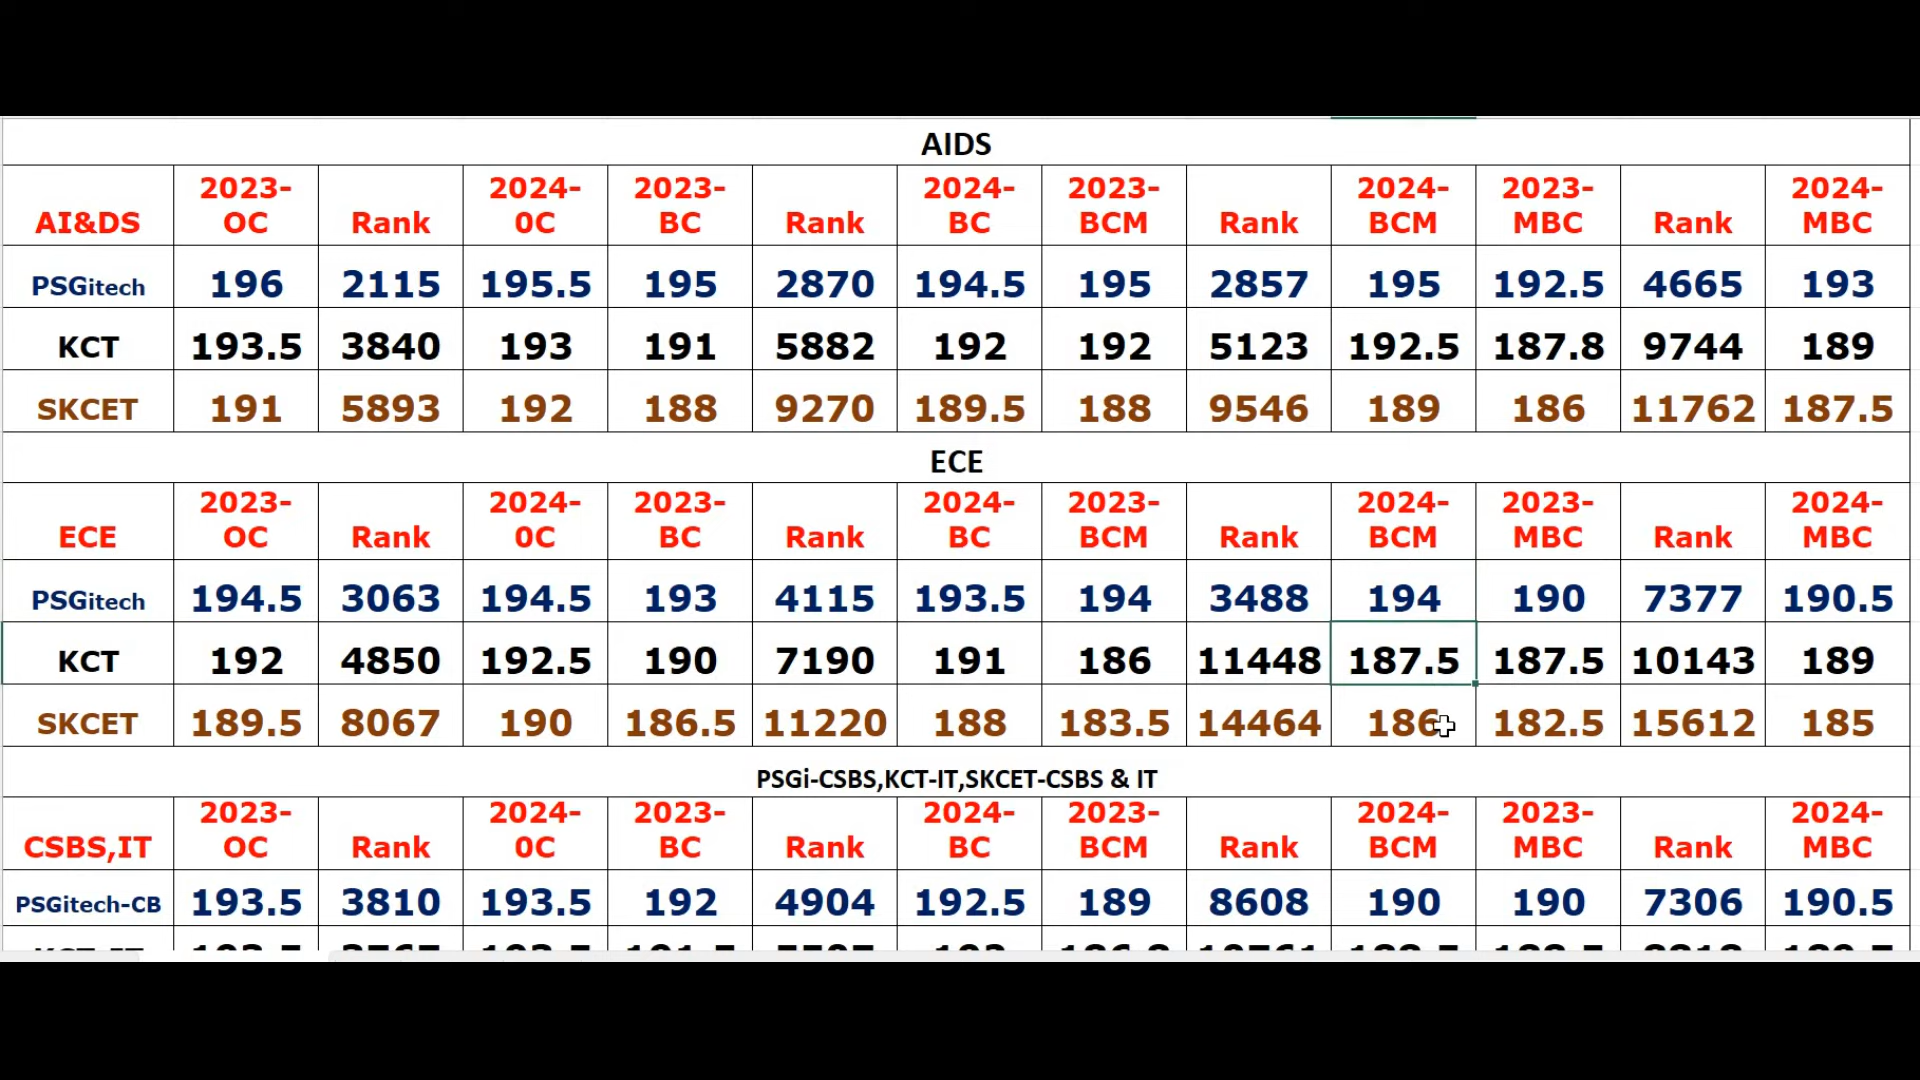 AIDS
AI&DS 2023-OC Rank 2024-0C 2023-BC Rank 2024-BC 2023-BCM Rank 2024-BCM 2023-MBC Rank 2024-MBC
PSGitech 196 2115 195.5 195 2870 194.5 195 2857 195 192.5 4665 193
KCT 193.5 3840 193 191 5882 192 192 5123 192.5 187.8 9744 189
SKCET 191 5893 192 188 9270 189.5 188 9546 189 186 11762 187.5
ECE
ECE 2023-OC Rank 2024-0C 2023-BC Rank 2024-BC 2023-BCM Rank 2024-BCM 2023-MBC Rank 2024-MBC
PSGitech 194.5 3063 194.5 193 4115 193.5 194 3488 194 190 7377 190.5
KCT 192 4850 192.5 190 7190 191 186 11448 187.5 187.5 10143 189
SKCET 189.5 8067 190 186.5 11220 188 183.5 14464 186 182.5 15612 185
PSGi-CSBS,KCT-IT,SKCET-CSBS & IT
CSBS,IT 2023-OC Rank 2024-0C 2023-BC Rank 2024-BC 2023-BCM Rank 2024-BCM 2023-MBC Rank 2024-MBC
PSGitech-CB 193.5 3810 193.5 192 4904 192.5 189 8608 190 190 7306 190.5